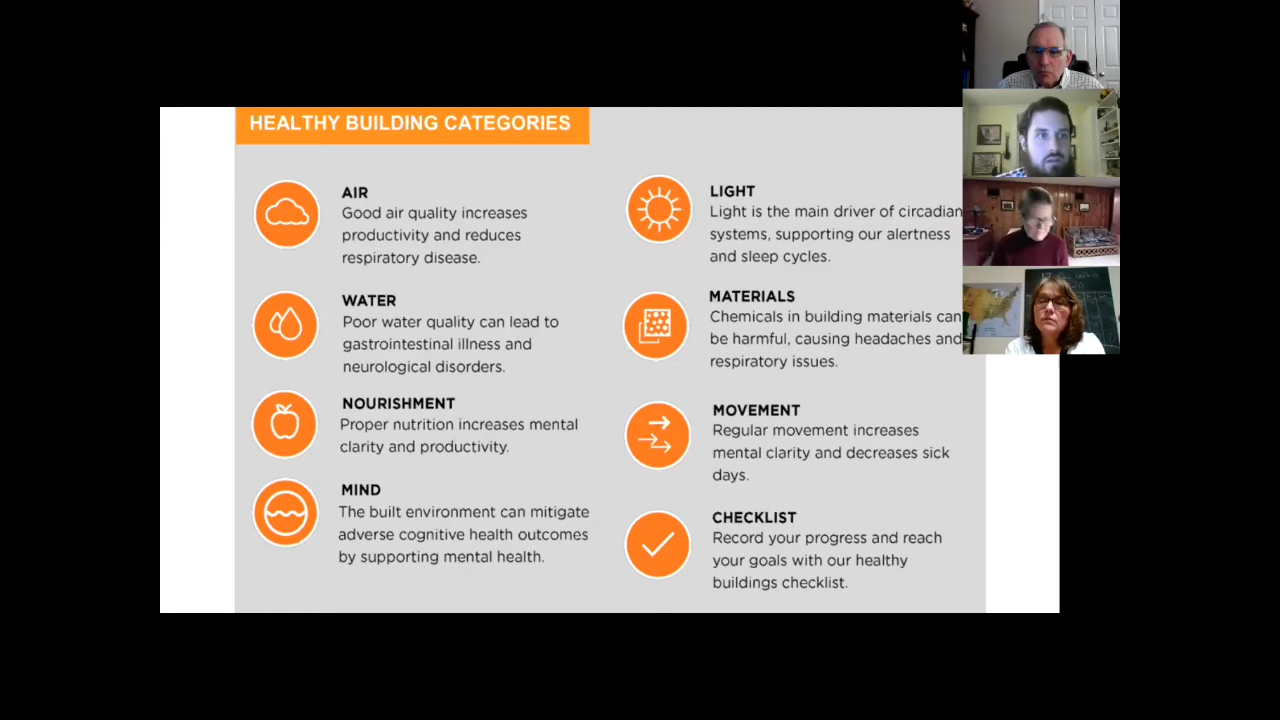 HEALTHY BUILDING CATEGORIES
AIR
Good air quality increases
productivity and reduces
respiratory disease.
WATER
Poor water quality can lead to
gastrointestinal illness and
neurological disorders.
NOURISHMENT
Proper nutrition increases mental
clarity and productivity.
MIND
The built environment can mitigate
adverse cognitive health outcomes
by supporting mental health.
LIGHT
Light is the main driver of circadian
systems, supporting our alertness
and sleep cycles.
MATERIALS
Chemicals in building materials can
be harmful, causing headaches and
respiratory issues.
MOVEMENT
Regular movement increases
mental clarity and decreases sick
days.
CHECKLIST
Record your progress and reach
your goals with our healthy
buildings checklist.